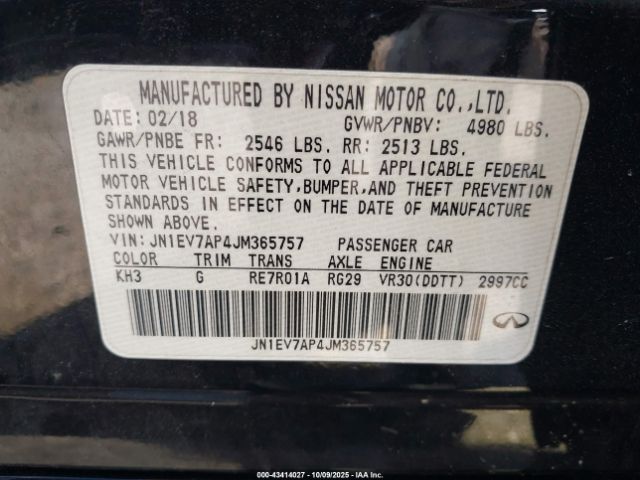 MANUFACTURED BY NISSAN MOTOR CO.,LTD.
DATE: 02/18 GVWR/PNBV: 4980 LBS.
GAWR/PNBE FR: 2546 LBS. RR: 2513 LBS.
THIS VEHICLE CONFORMS TO ALL APPLICABLE FEDERAL
MOTOR VEHICLE SAFETY,BUMPER,AND THEFT PREVENTION
STANDARDS IN EFFECT ON THE DATE OF MANUFACTURE
SHOWN ABOVE.
VIN: JN1EV7AP4JM365757 PASSENGER CAR
COLOR TRIM TRANS AXLE ENGINE
KH3 G RE7R01A RG29 VR30(DDTT) 2997CC
INFINITI
JN1EV7AP4JM365757
000-43414027 10/09/2025 IAAI.COM